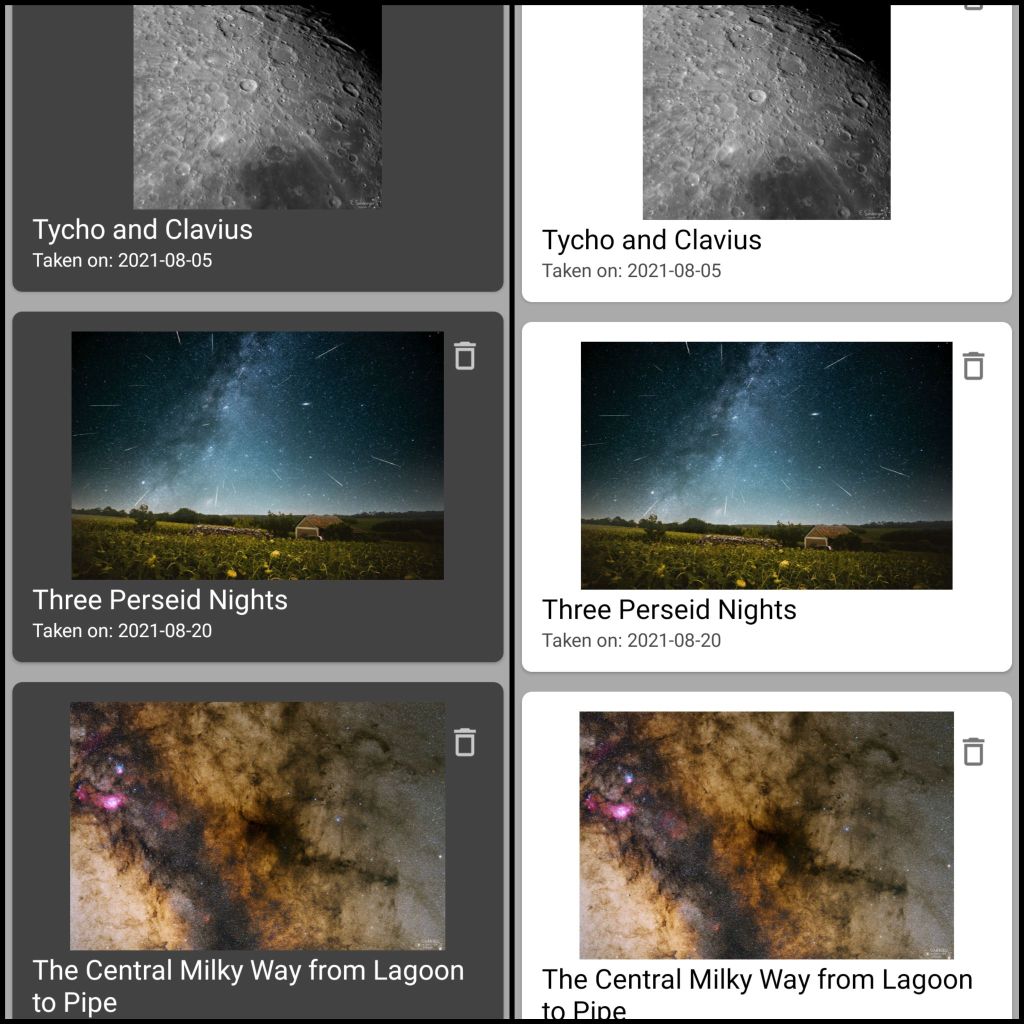 Tycho and Clavius
Taken on: 2021-08-05
Three Perseid Nights
Taken on: 2021-08-20
The Central Milky Way from Lagoon
to Pipe
Tycho and Clavius
Taken on: 2021-08-05
Three Perseid Nights
Taken on: 2021-08-20
The Central Milky Way from Lagoon
to Pipe